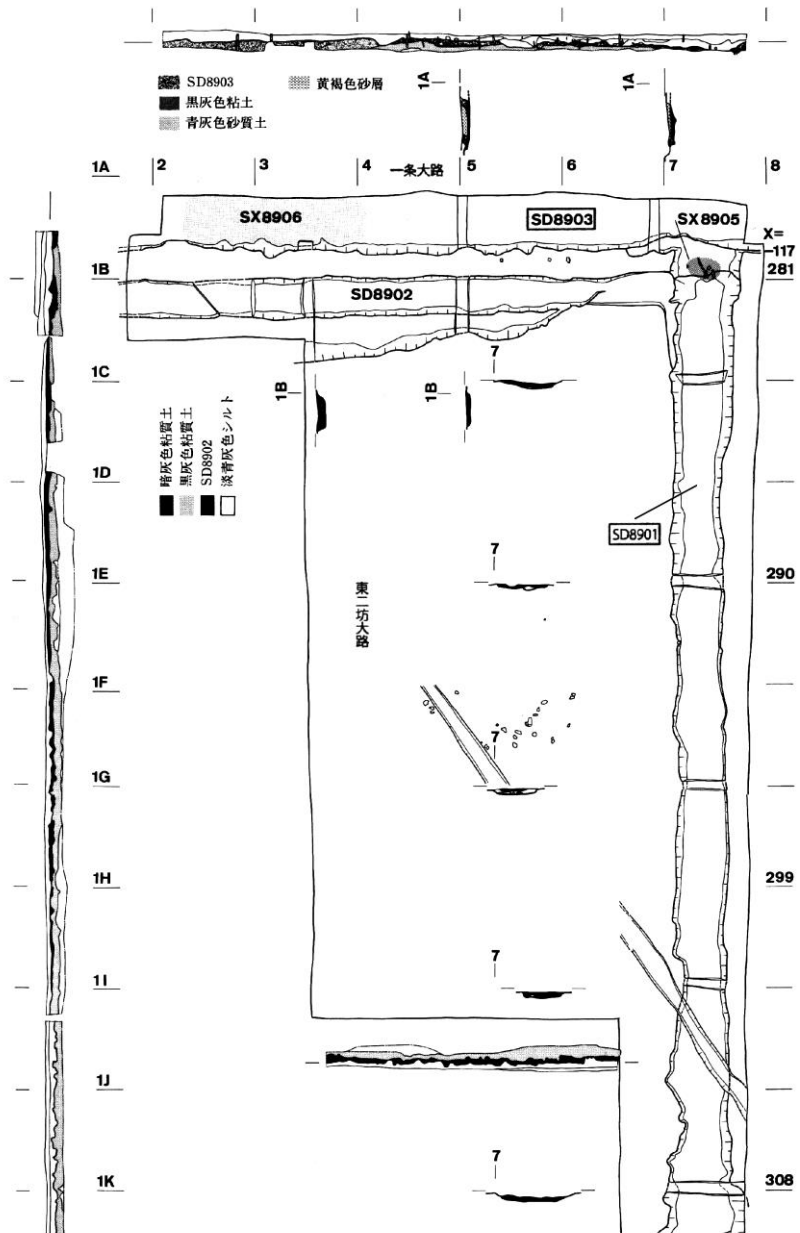 SD8903
黒灰色粘土
青灰色砂質土
黄褐色砂層
1A
1A
1A
2
3
4
一条大路
5
6
7
8
SX8906
SD8903
SX8905
X=
-117
281
1B
SD8902
7
1C
1B
1B
暗灰色粘質土
黒灰色粘質土
SD8902
淡青灰色シルト
1D
SD8901
7
1E
290
東二坊大路
1F
7
1G
1H
299
7
1I
1J
7
1K
308